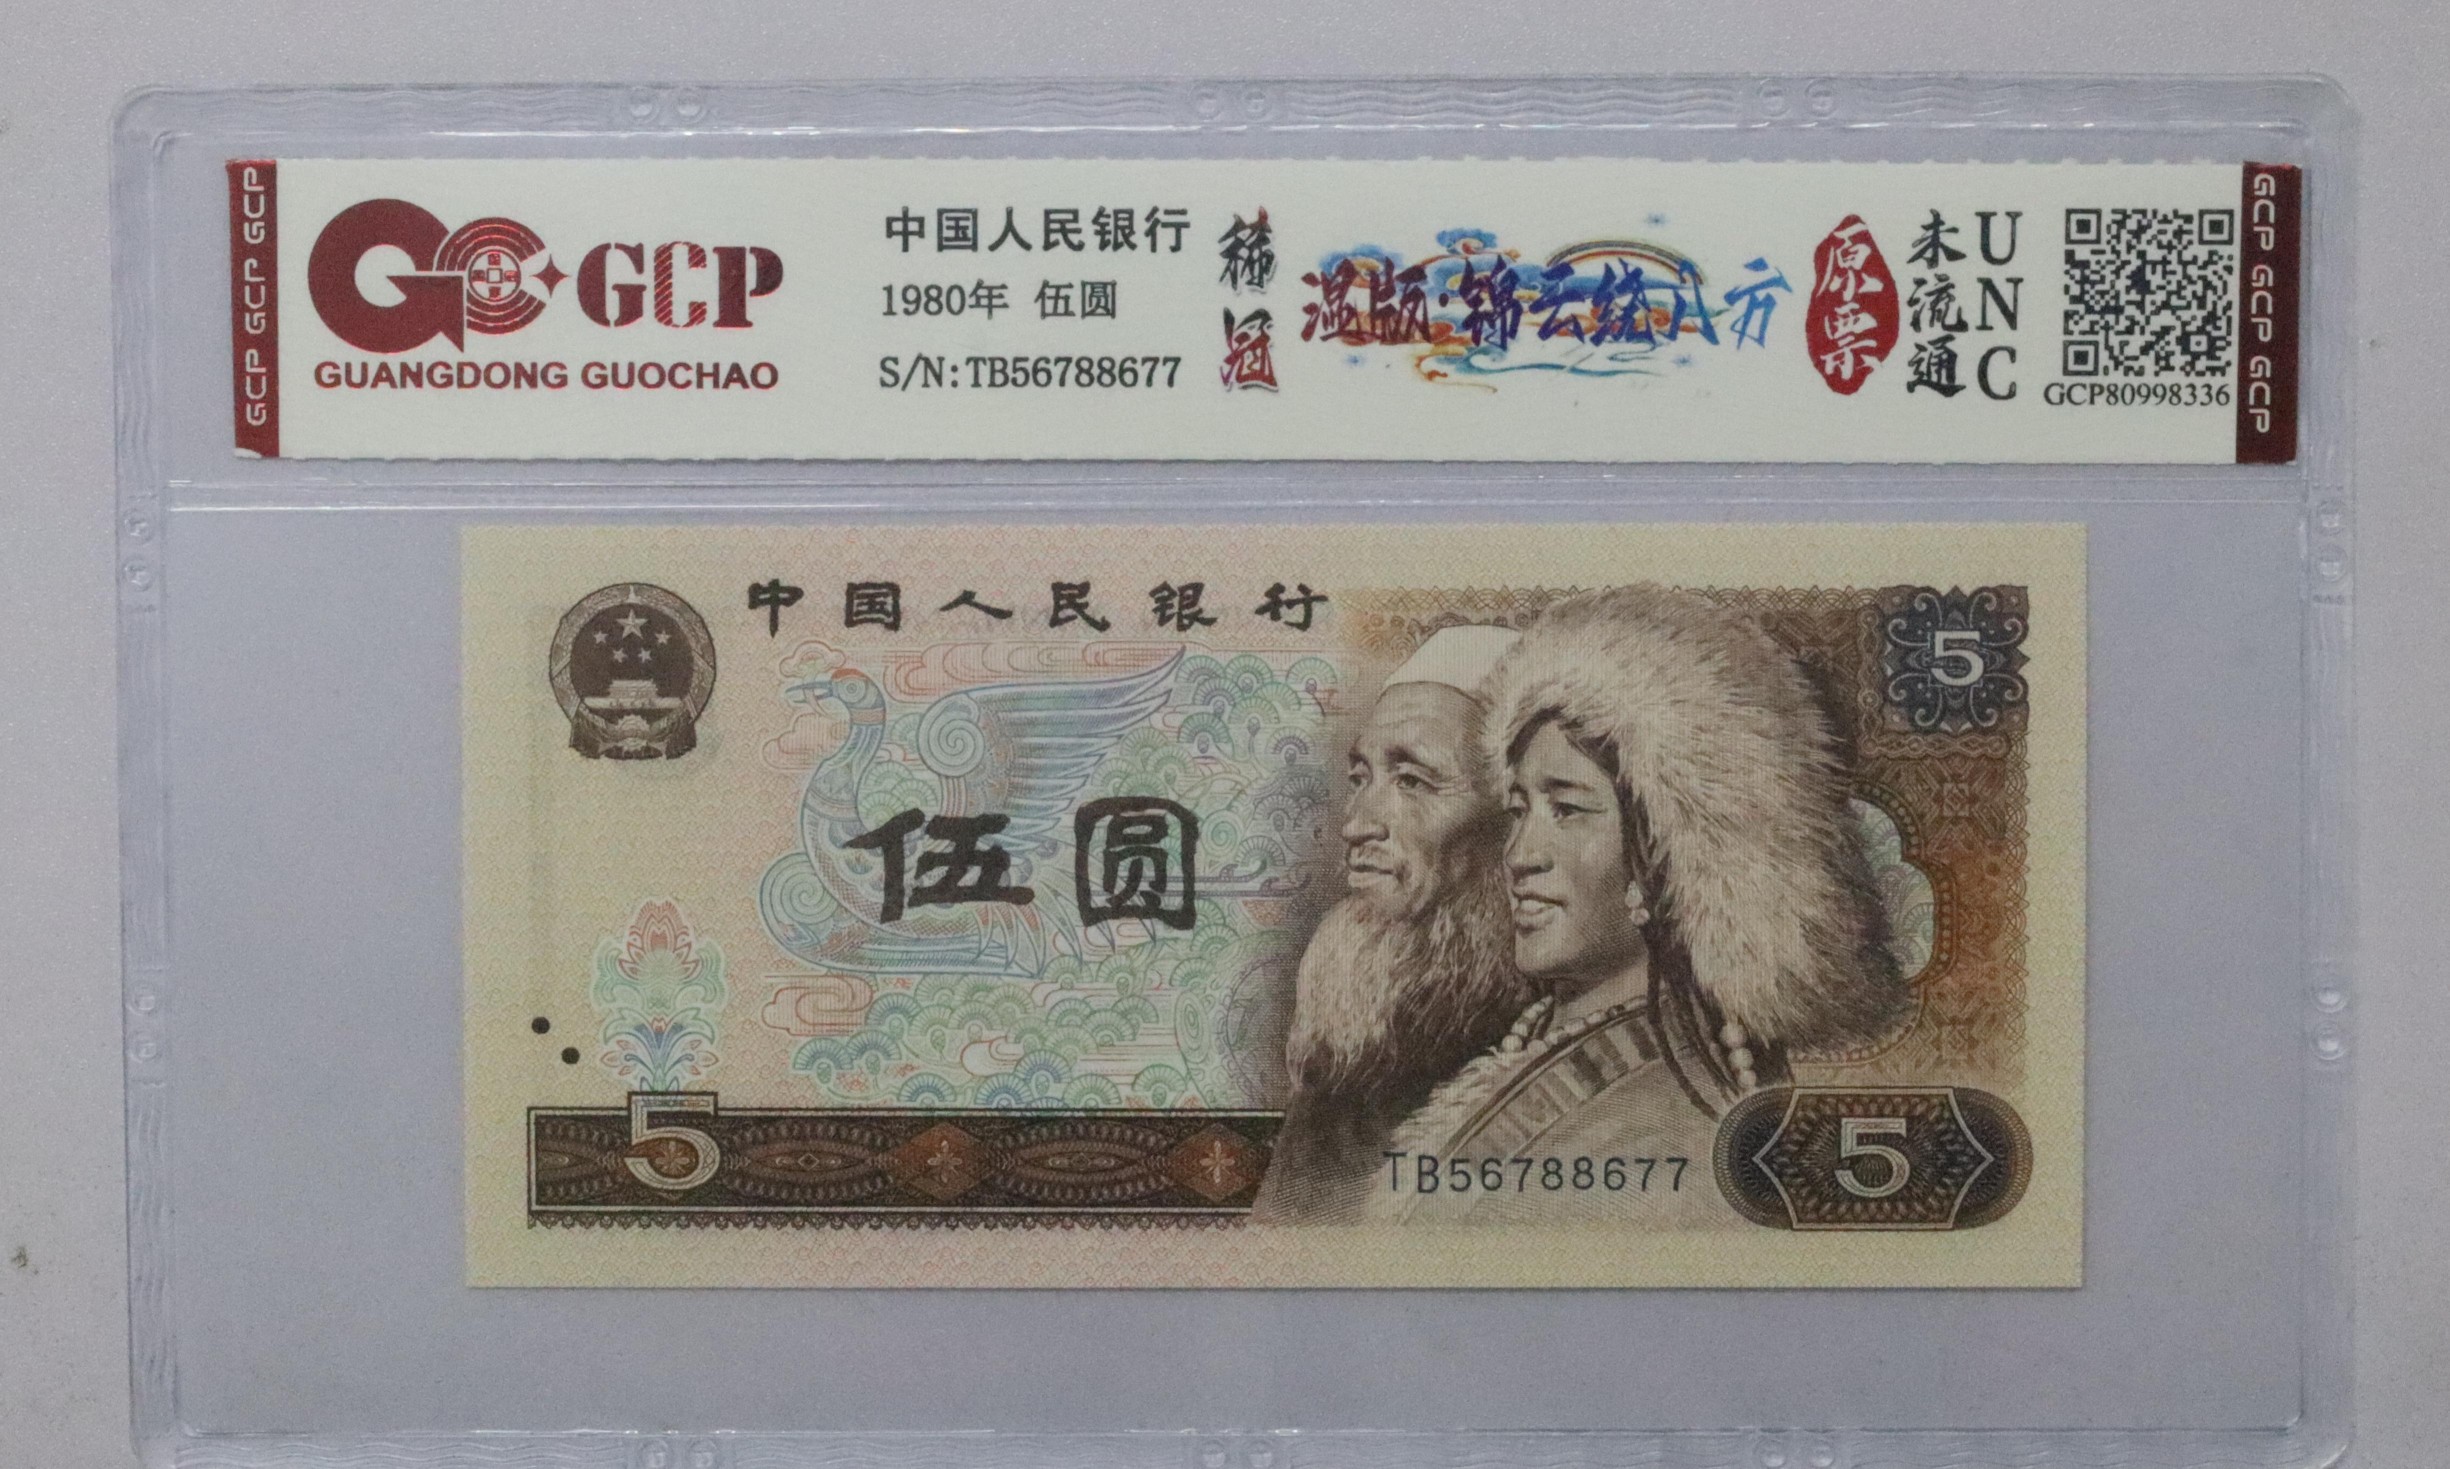 GCP GCP GCP
GCP
GUANGDONG GUOCHAO
中国人民银行
1980年 伍圆
S/N:TB56788677
稀冠
温版·锦云绕八方
原票
未流通
UNC
GCP80998336
GCP GCP GCP
中国人民银行
5
伍圆
5
TB56788677
5